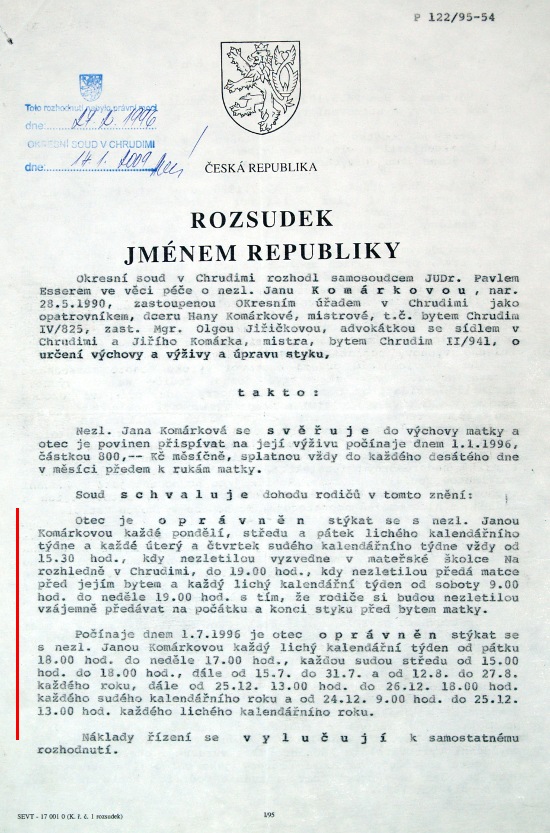 P 122/95-54
Toto rozhodnutí nabylo právní moci
dne: 27. 2. 1996
OKRESNÍ SOUD V CHRUDIMI
dne: 14. 1. 2009
ČESKÁ REPUBLIKA
ROZSUDEK
JMÉNEM REPUBLIKY
Okresní soud v Chrudimi rozhodl samosoudcem JUDr. Pavlem
Esserem ve věci péče o nezl. Janu K o m á r k o v o u , nar.
28.5.1990, zastoupenou Okresním úřadem v Chrudimi jako
opatrovníkem, dceru Hany Komárkové, mistrové, t.č. bytem Chrudim
IV/825, zast. Mgr. Olgou Jiřičkovou, advokátkou se sídlem v
Chrudimi a Jiřího Komárka, mistra, bytem Chrudim II/941, o
určení výchovy a výživy a úpravu styku,
t a k t o :
Nezl. Jana Komárková se s v ě ř u j e do výchovy matky a
otec je povinen přispívat na její výživu počínaje dnem 1.1.1996,
částkou 800,-- Kč měsíčně, splatnou vždy do každého desátého dne
v měsíci předem k rukám matky.
Soud s c h v a l u j e dohodu rodičů v tomto znění:
Otec je o p r á v n ě n stýkat se s nezl. Janou
Komárkovou každé pondělí, středu a pátek lichého kalendářního
týdne a každé úterý a čtvrtek sudého kalendářního týdne vždy od
15.30 hod., kdy nezletilou vyzvedne v mateřské školce Na
rozhledně v Chrudimi, do 19.00 hod., kdy nezletilou předá matce
před jejím bytem a každý lichý kalendářní týden od soboty 9.00
hod. do neděle 19.00 hod. s tím, že rodiče si budou nezletilou
vzájemně předávat na počátku a konci styku před bytem matky.
Počínaje dnem 1.7.1996 je otec o p r á v n ě n stýkat se
s nezl. Janou Komárkovou každý lichý kalendářní týden od pátku
18.00 hod. do neděle 17.00 hod., každou sudou středu od 15.00
hod. do 18.00 hod., dále od 15.7. do 31.7. a od 12.8. do 27.8.
každého roku, dále od 25.12. 13.00 hod. do 26.12. 18.00 hod.
každého sudého kalendářního roku a od 24.12. 9.00 hod. do 25.12.
13.00 hod. každého lichého kalendářního roku.
Náklady řízení se v y l u č u j í k samostatnému
rozhodnutí.
SEVT - 17 001 0 (K. ř. č. 1 rozsudek)
1/95